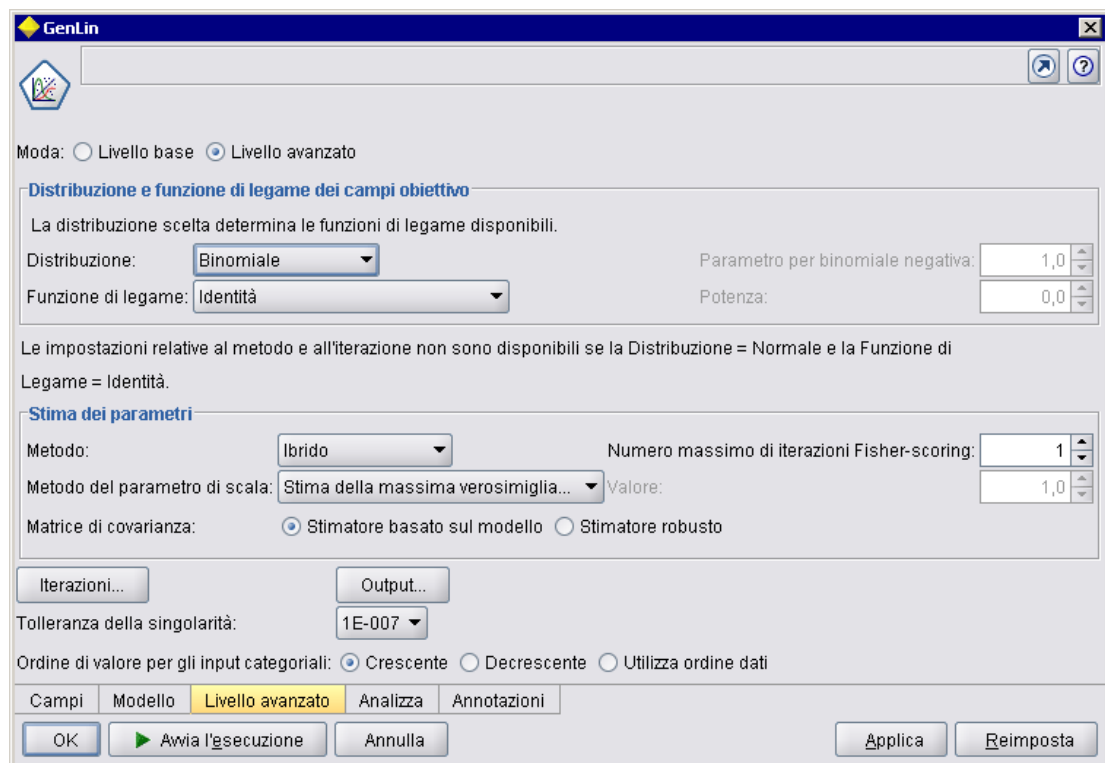 GenLin
Moda: Livello base Livello avanzato
Distribuzione e funzione di legame dei campi obiettivo
La distribuzione scelta determina le funzioni di legame disponibili.
Distribuzione: Binomiale Parametro per binomiale negativa: 1,0
Funzione di legame: Identità Potenza: 0,0
Le impostazioni relative al metodo e all'iterazione non sono disponibili se la Distribuzione = Normale e la Funzione di
Legame = Identità.
Stima dei parametri
Metodo: Ibrido Numero massimo di iterazioni Fisher-scoring: 1
Metodo del parametro di scala: Stima della massima verosimiglia... Valore: 1,0
Matrice di covarianza: Stimatore basato sul modello Stimatore robusto
Iterazioni... Output...
Tolleranza della singolarità: 1E-007
Ordine di valore per gli input categoriali: Crescente Decrescente Utilizza ordine dati
Campi Modello Livello avanzato Analizza Annotazioni
OK Avvia l'esecuzione Annulla Applica Reimposta